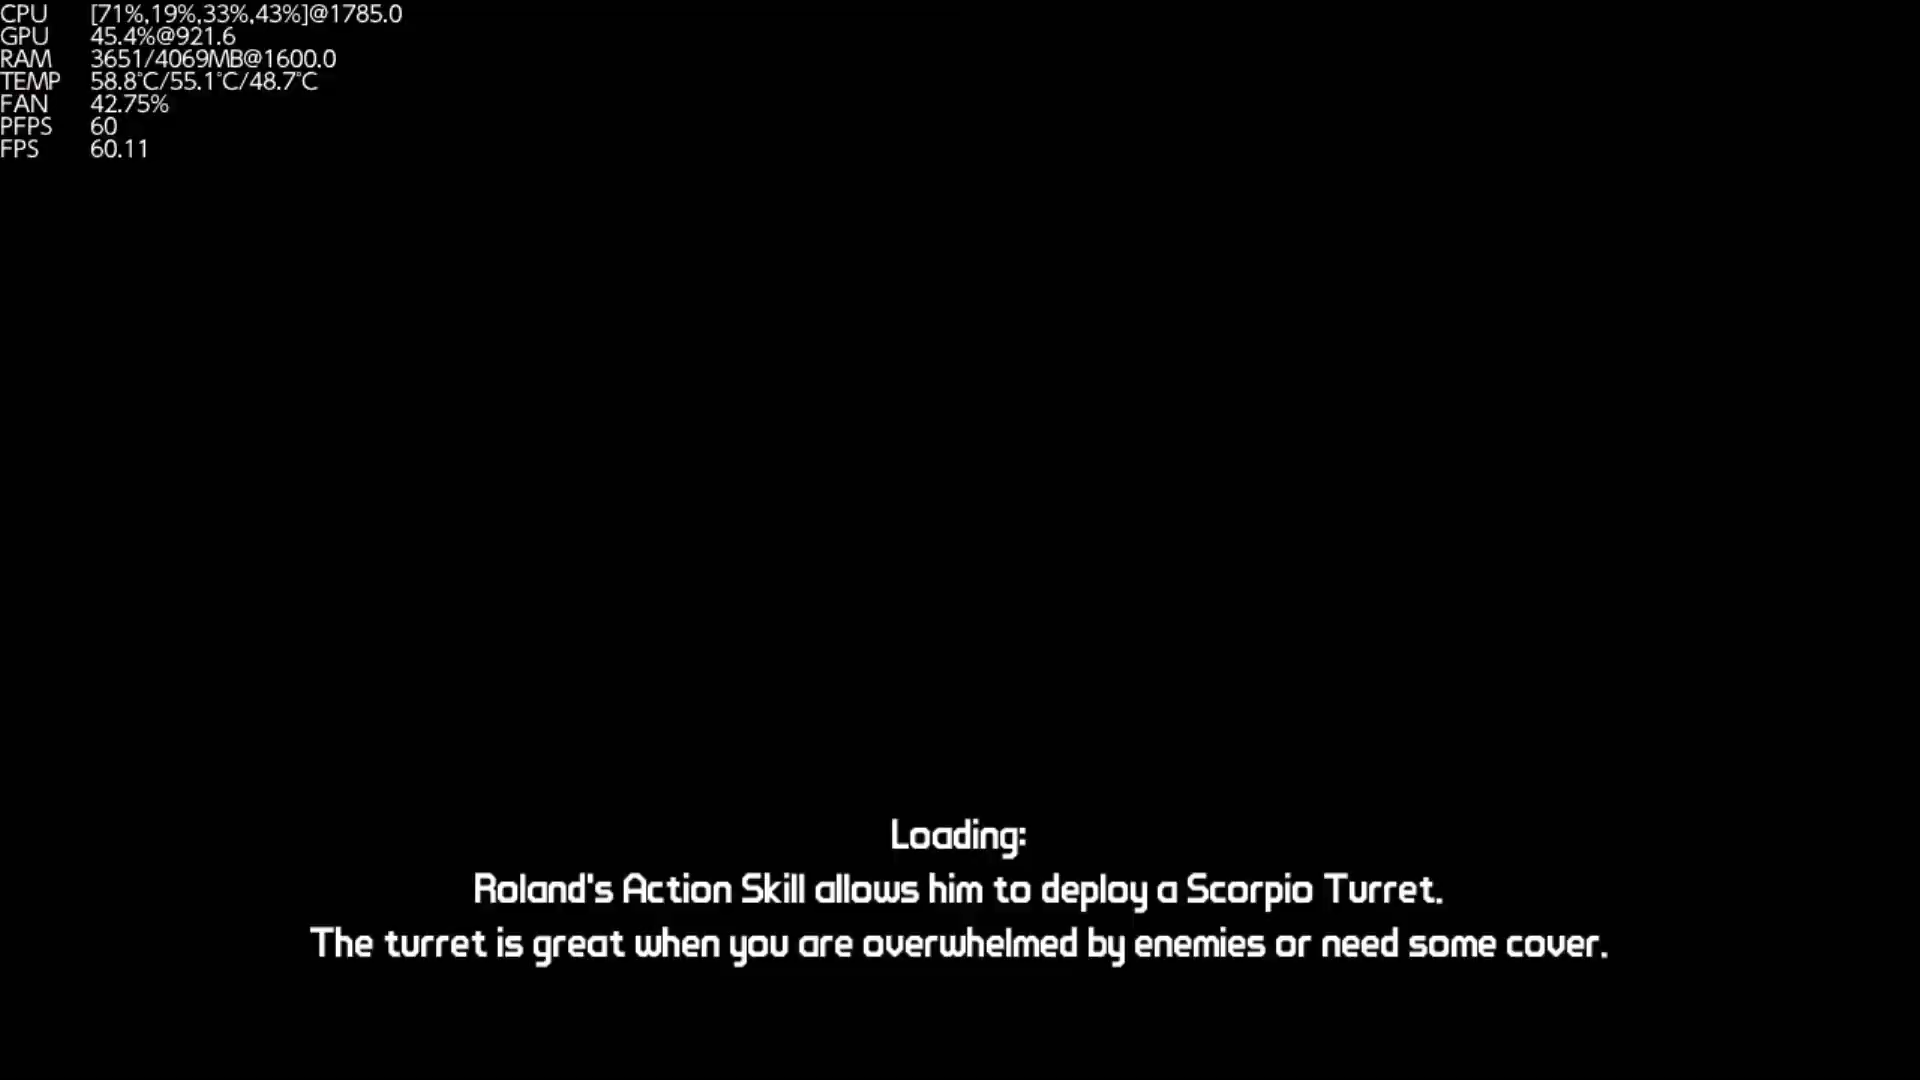 CPU [71%,19%,33%,43%]@1785.0
GPU 45.4%@921.6
RAM 3651/4069MB@1600.0
TEMP 58.8°C/55.1°C/48.7°C
FAN 42.75%
PFPS 60
FPS 60.11
Loading:
Roland's Action Skill allows him to deploy a Scorpio Turret.
The turret is great when you are overwhelmed by enemies or need some cover.